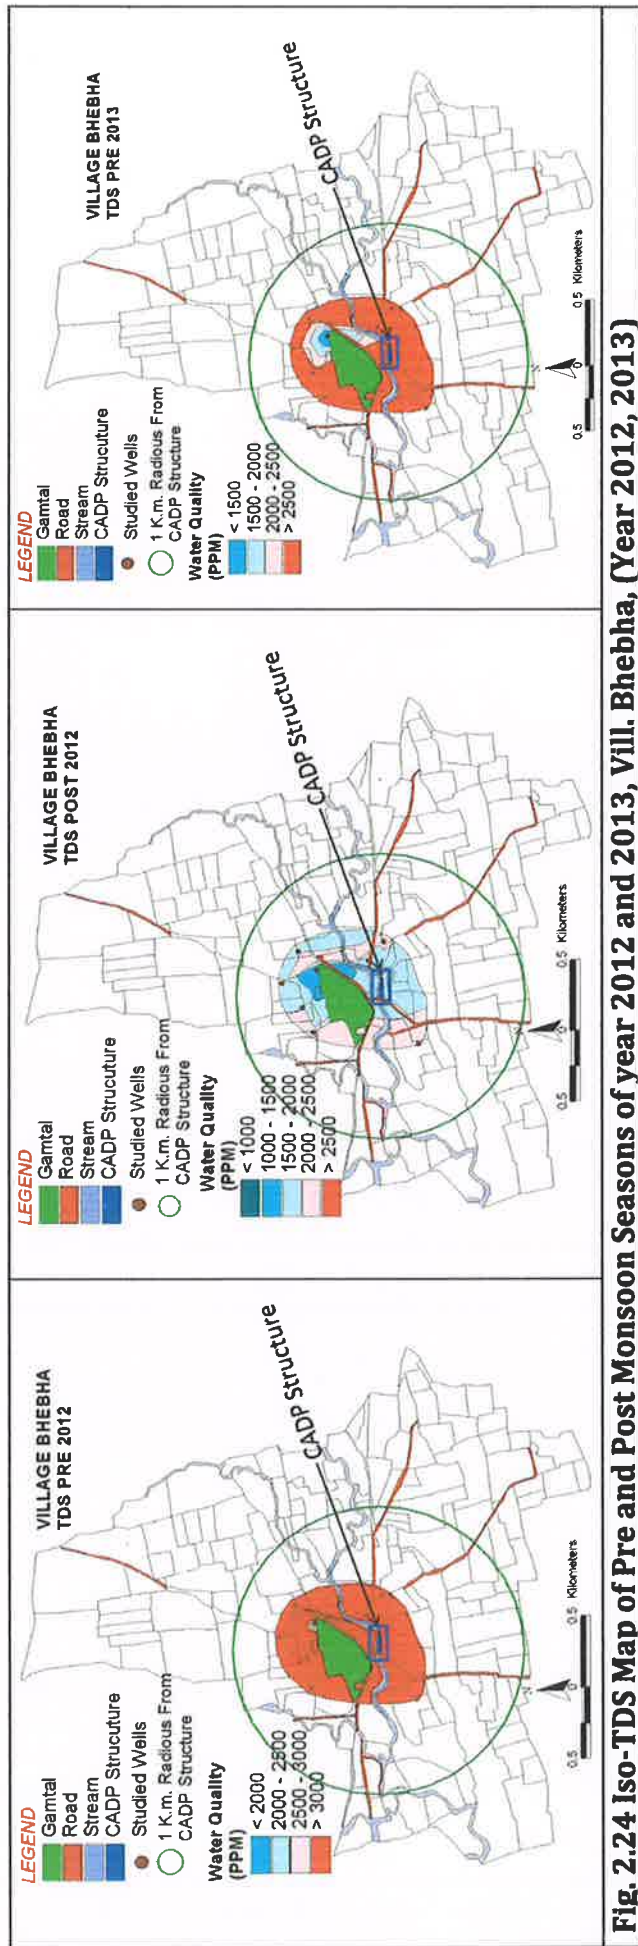 VILLAGE BHEBHA
TDS PRE 2012
LEGEND
Gamtal
Road
Stream
CADP Strucuture
Studied Wells
1 K.m. Radious From
CADP Structure
Water Quality
(PPM)
< 2000
2000 - 2500
2500 - 3000
> 3000
CADP Structure
N
0.5 0 0.5 Kilometers
VILLAGE BHEBHA
TDS POST 2012
LEGEND
Gamtal
Road
Stream
CADP Strucuture
Studied Wells
1 K.m. Radious From
CADP Structure
Water Quality
(PPM)
< 1000
1000 - 1500
1500 - 2000
2000 - 2500
> 2500
CADP Structure
N
0.5 0 0.5 Kilometers
VILLAGE BHEBHA
TDS PRE 2013
LEGEND
Gamtal
Road
Stream
CADP Strucuture
Studied Wells
1 K.m. Radious From
CADP Structure
Water Quality
(PPM)
< 1500
1500 - 2000
2000 - 2500
> 2500
CADP Structure
N
0.5 0 0.5 Kilometers
Fig. 2.24 Iso-TDS Map of Pre and Post Monsoon Seasons of year 2012 and 2013, Vill. Bhebha, (Year 2012, 2013)